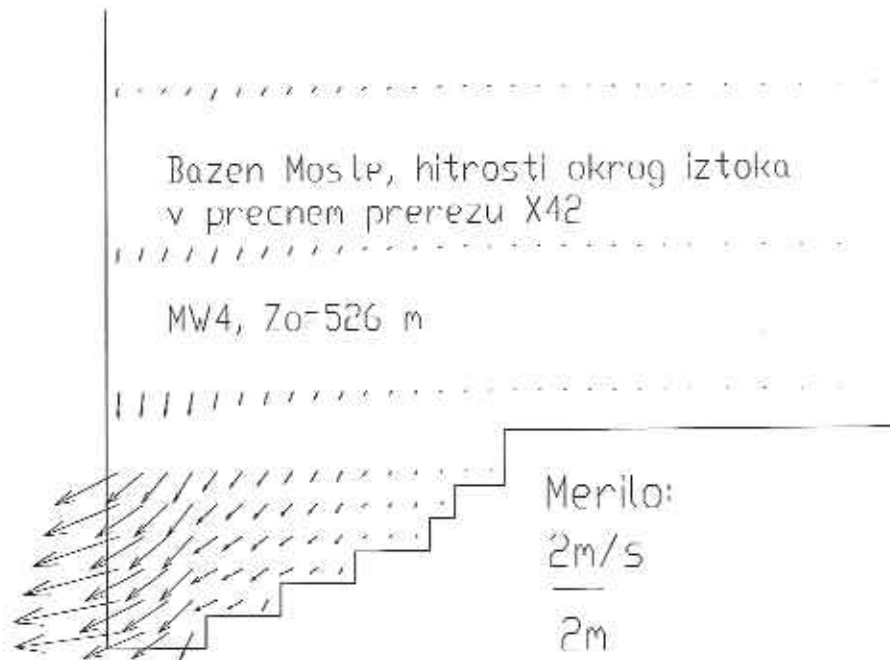 Bazen Mosle, hitrosti okrog iztoka
v precnem prerezu X42
MW4, Zo-526 m
Merilo:
2m/s
2m